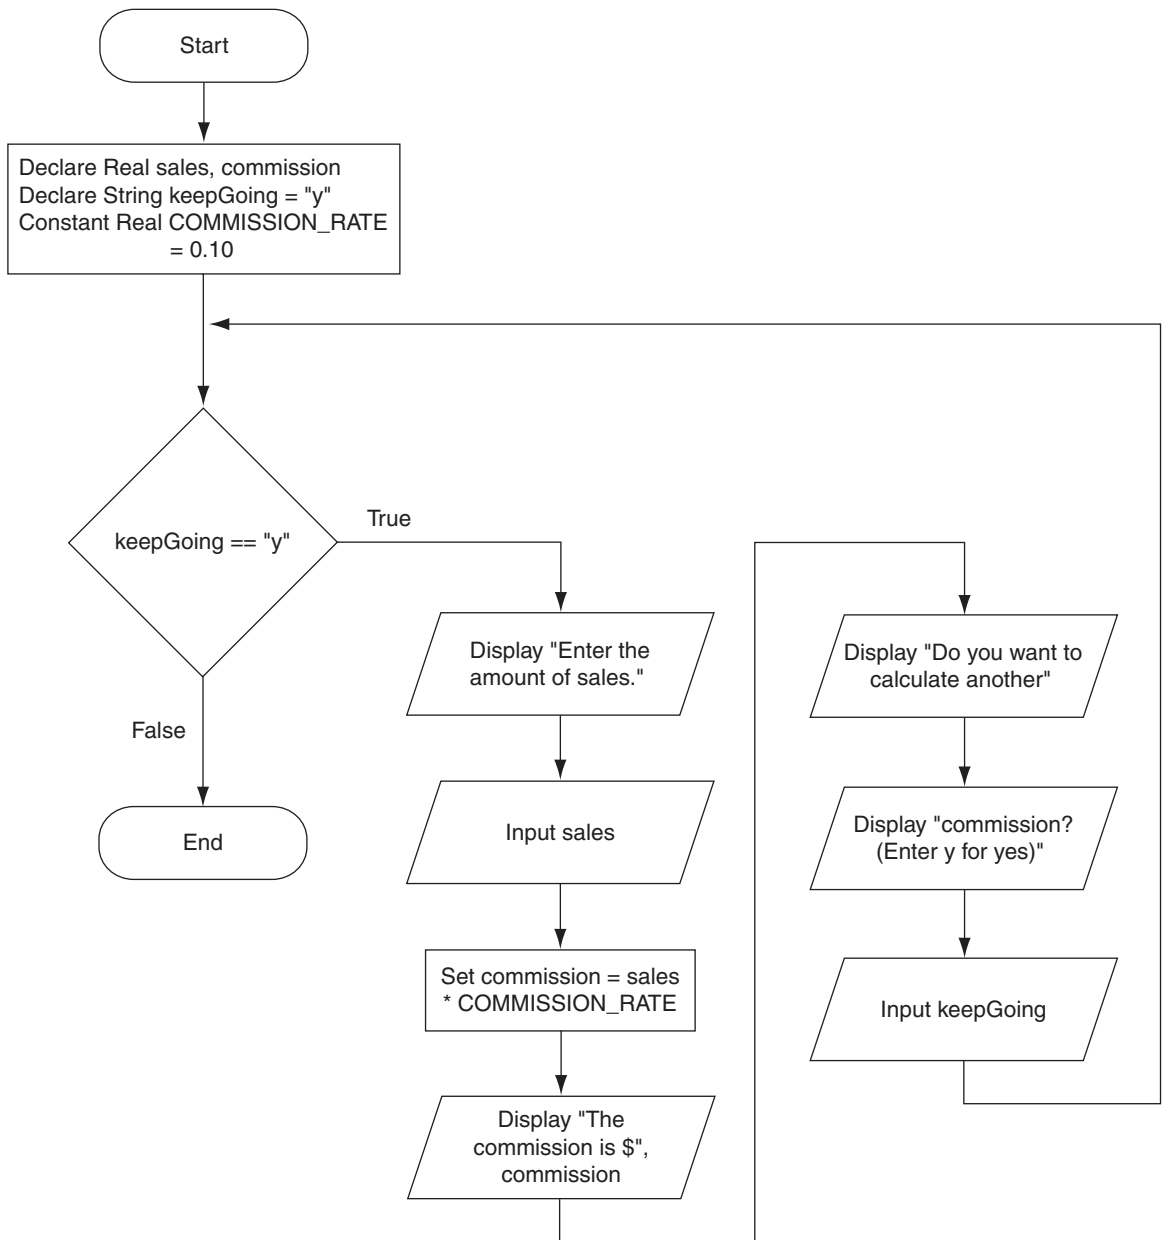 Start
Declare Real sales, commission
Declare String keepGoing = "y"
Constant Real COMMISSION_RATE
= 0.10
keepGoing == "y"
True
False
End
Display "Enter the
amount of sales."
Input sales
Set commission = sales
* COMMISSION_RATE
Display "The
commission is $",
commission
Display "Do you want to
calculate another"
Display "commission?
(Enter y for yes)"
Input keepGoing